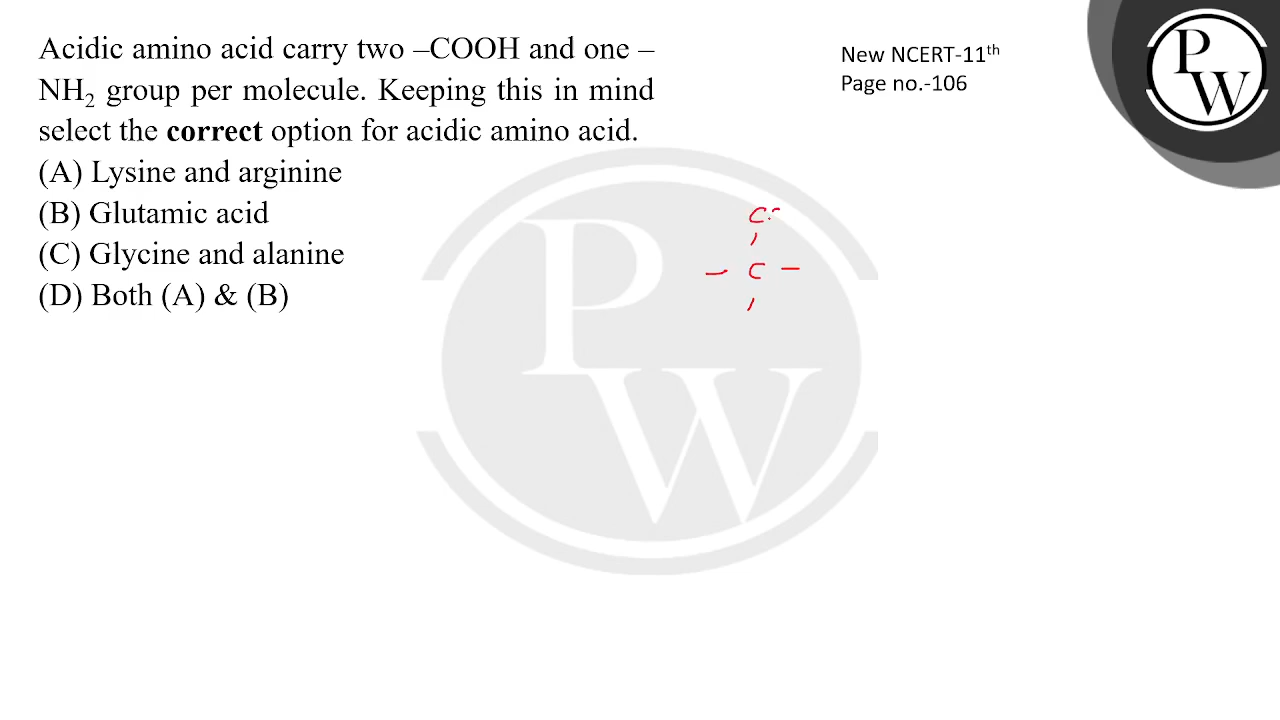 Acidic amino acid carry two –COOH and one –
NH₂ group per molecule. Keeping this in mind
select the correct option for acidic amino acid.
(A) Lysine and arginine
(B) Glutamic acid
(C) Glycine and alanine
(D) Both (A) & (B)
New NCERT-11ᵗʰ
Page no.-106
P
W
C
– C –
P
W